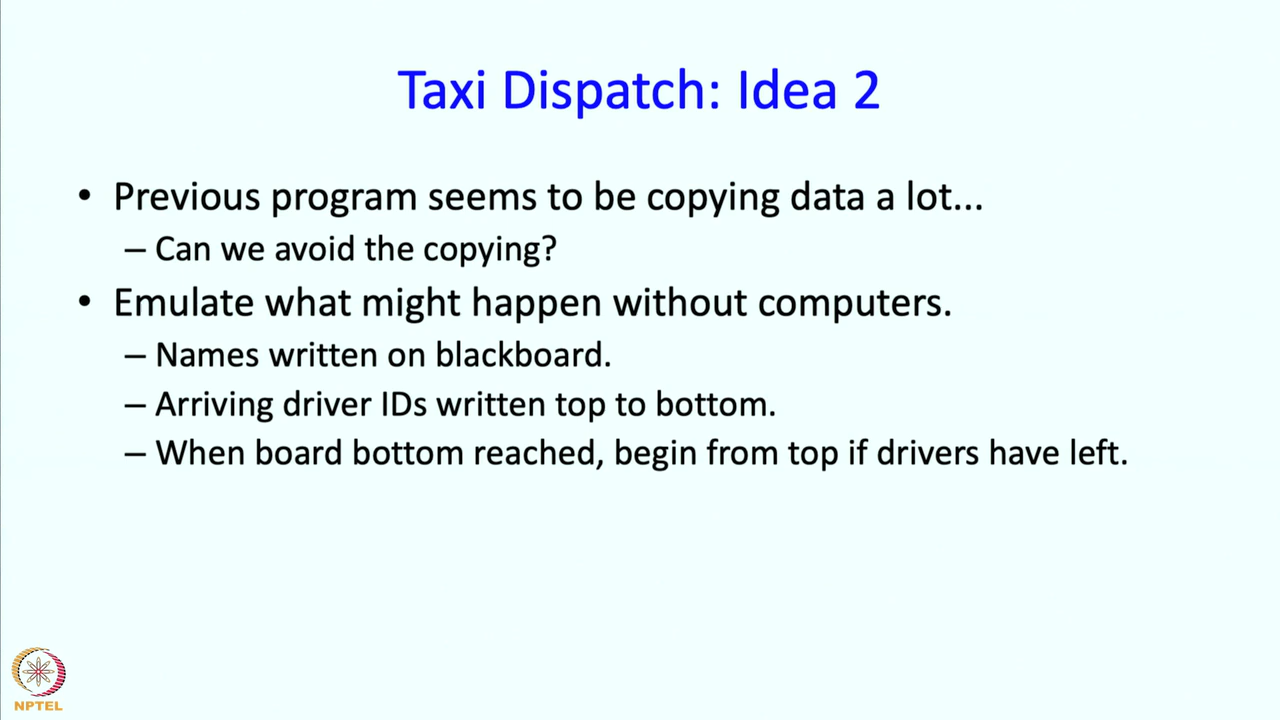 Taxi Dispatch: Idea 2
• Previous program seems to be copying data a lot...
– Can we avoid the copying?
• Emulate what might happen without computers.
– Names written on blackboard.
– Arriving driver IDs written top to bottom.
– When board bottom reached, begin from top if drivers have left.
NPTEL